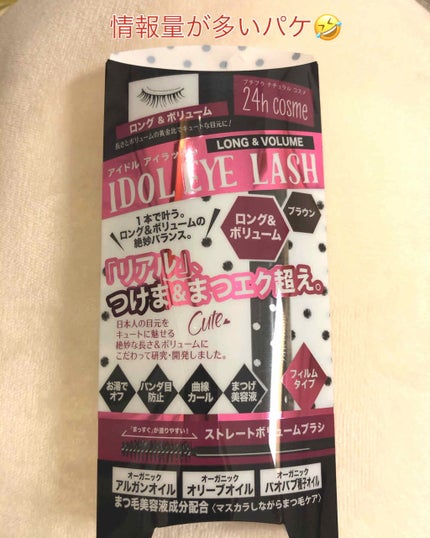 情報量が多いパケ🤣
プチプラ ナチュラル コスメ
24h cosme
ロング & ボリューム
長さとボリュームの黄金比でキュートな目元に!
LONG & VOLUME
アイドル アイラッシュ
IDOL EYE LASH
1本で叶う。
ロング&ボリュームの
絶妙バランス。
ロング&
ボリューム
ブラウン
「リアル」、
つけま&まつエク超え。
日本人の目元を
キュートに魅せる
絶妙な長さ&ボリュームに
こだわって研究・開発しました。
Cute
お湯で
オフ
パンダ目
防止
曲線
カール
まつげ
美容液
フィルム
タイプ
「まっすぐ」が塗りやすい!
ストレートボリュームブラシ
オーガニック
アルガンオイル
オーガニック
オリーブオイル
オーガニック
バオバブ種子オイル
まつ毛美容液成分配合〈マスカラしながらまつ毛ケア〉